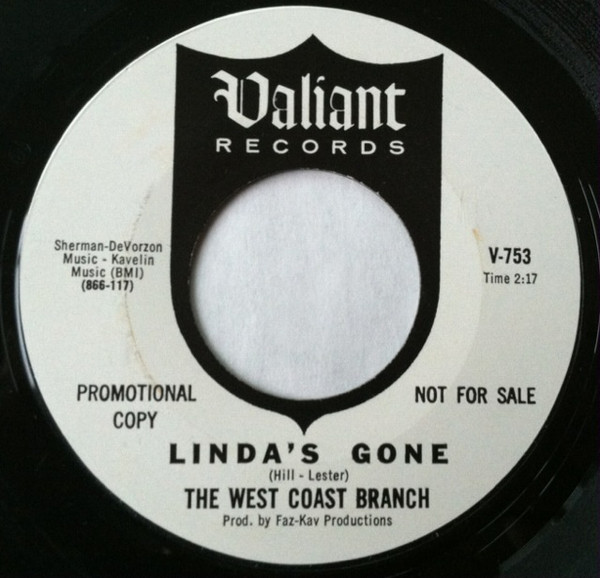 Valiant
RECORDS
Sherman-DeVorzon
Music - Kavelin
Music (BMI)
(866-117)
V-753
Time 2:17
PROMOTIONAL
COPY
NOT FOR SALE
LINDA'S GONE
(Hill - Lester)
THE WEST COAST BRANCH
Prod. by Faz-Kav Productions